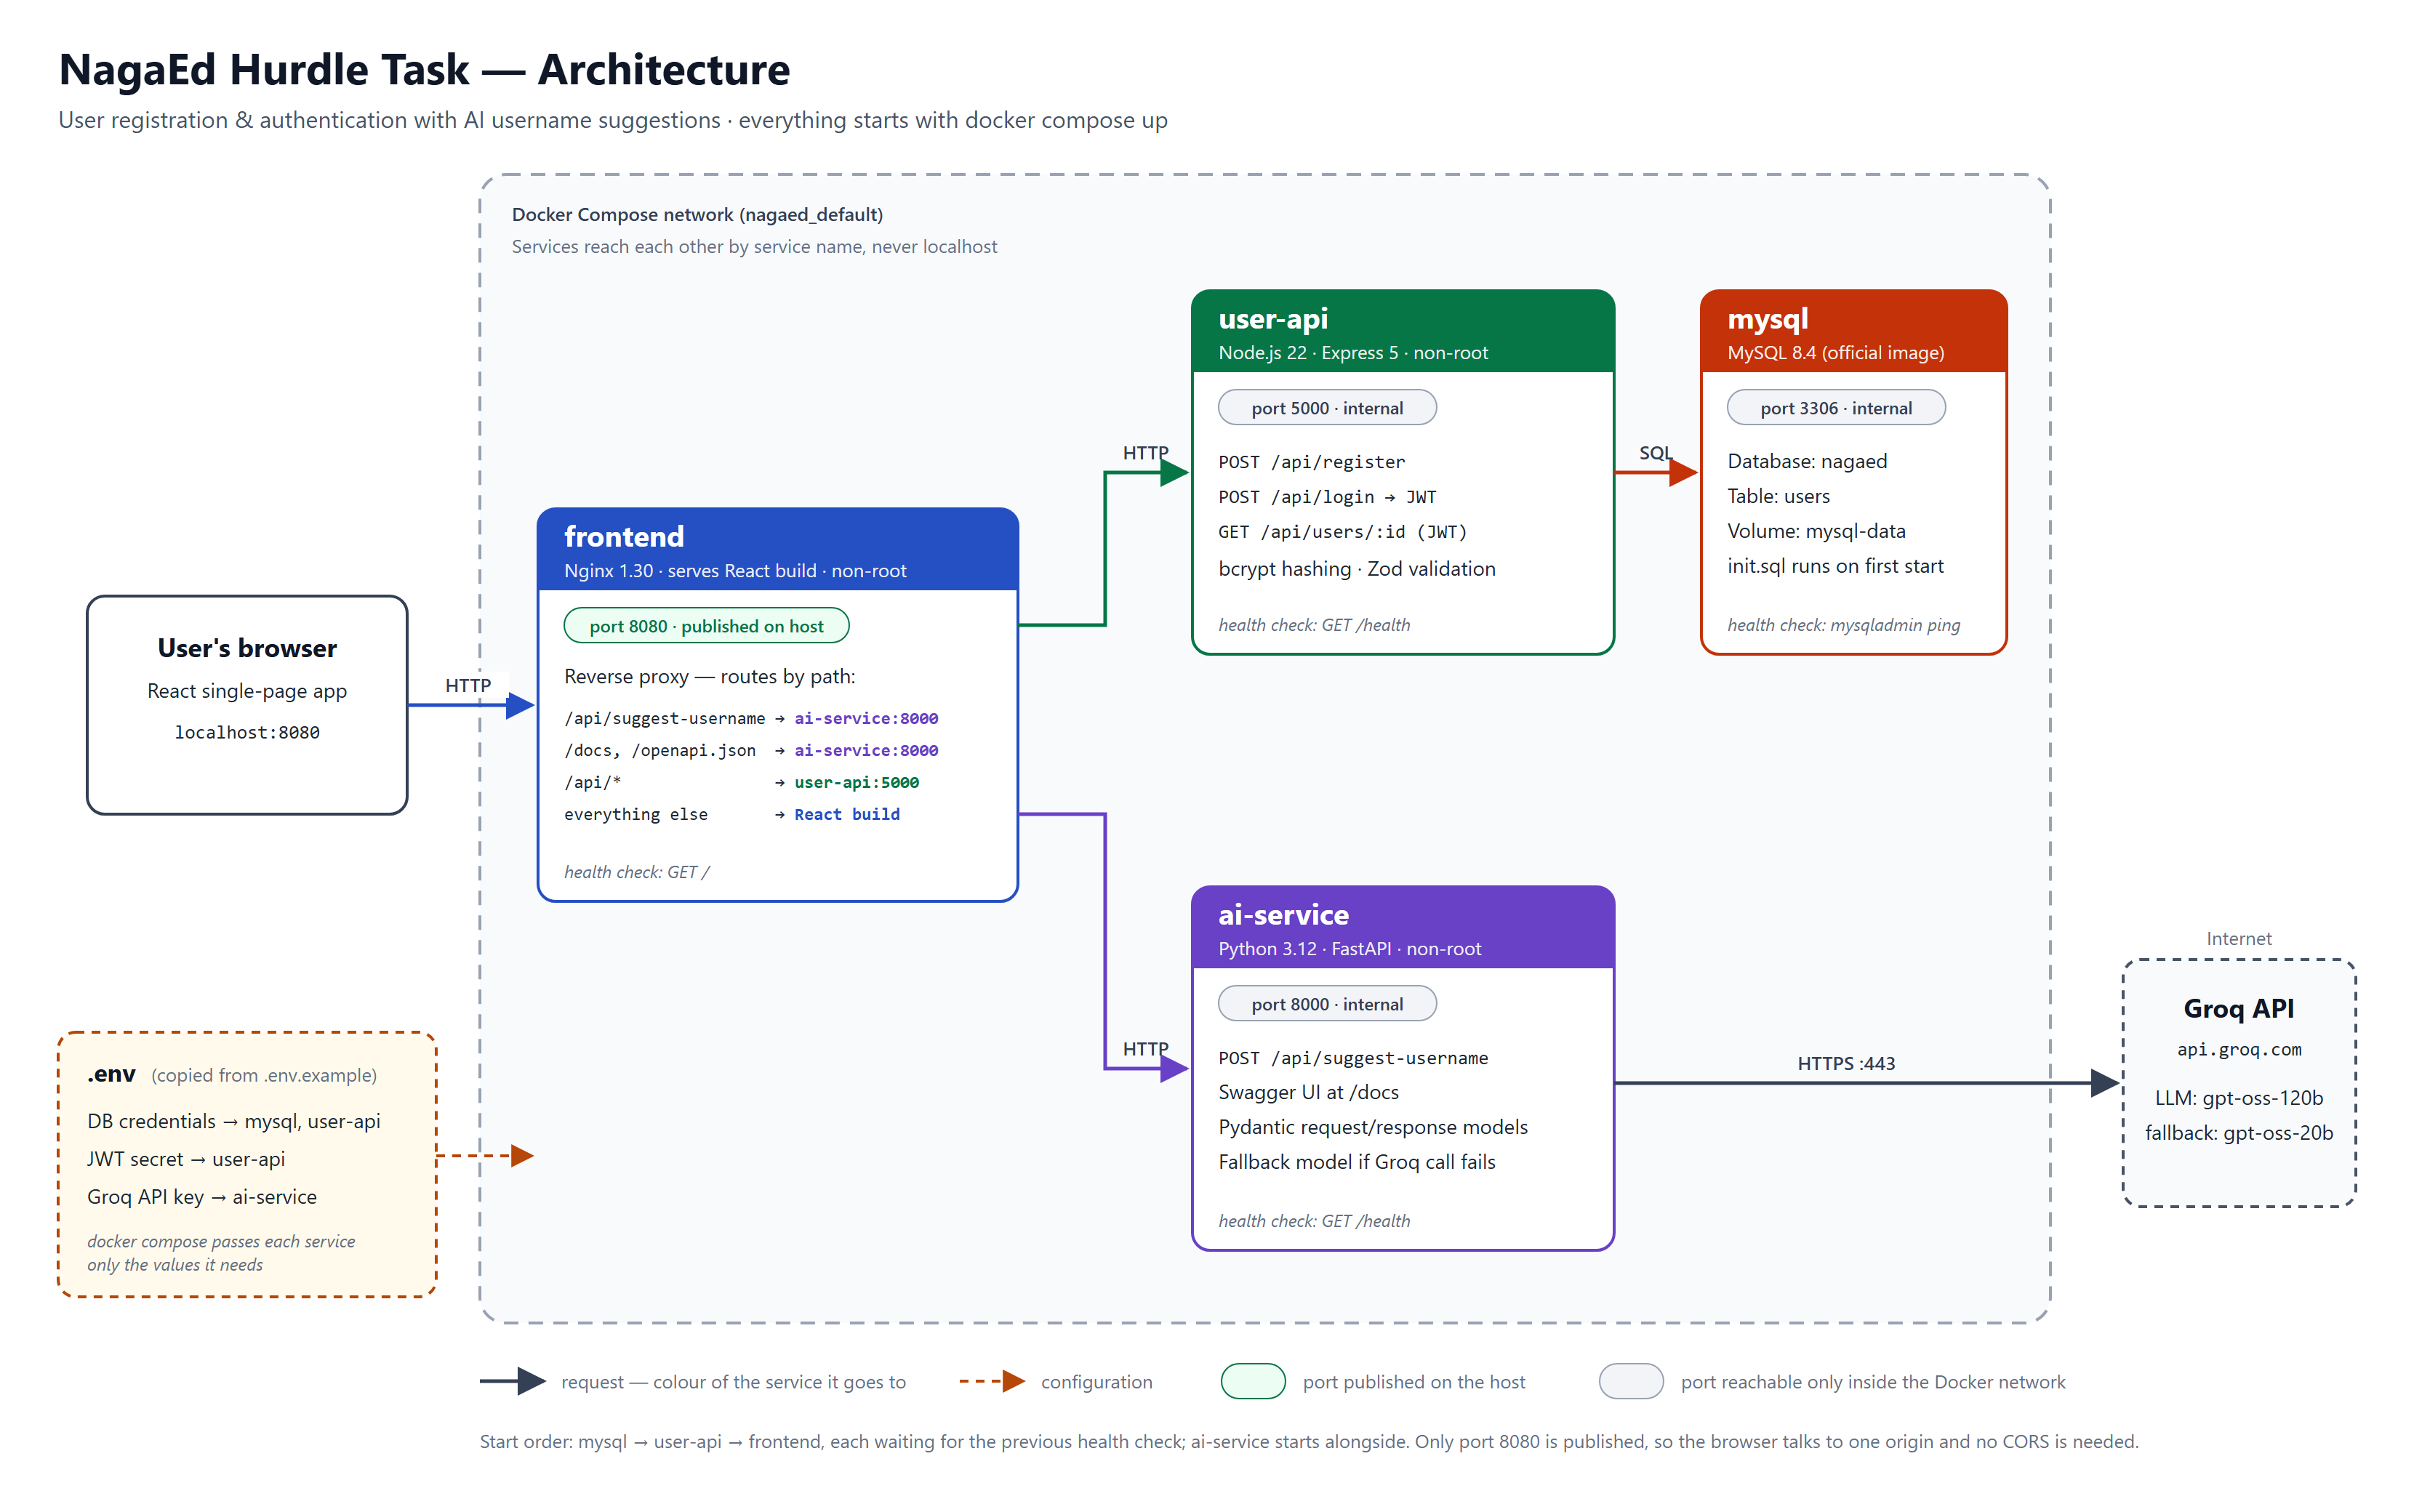 NagaEd Hurdle Task — Architecture
User registration & authentication with AI username suggestions · everything starts with docker compose up
Docker Compose network (nagaed_default)
Services reach each other by service name, never localhost
User's browser
React single-page app
localhost:8080
HTTP
frontend
Nginx 1.30 · serves React build · non-root
port 8080 · published on host
Reverse proxy — routes by path:
/api/suggest-username → ai-service:8000
/docs, /openapi.json → ai-service:8000
/api/* → user-api:5000
everything else → React build
health check: GET /
HTTP
user-api
Node.js 22 · Express 5 · non-root
port 5000 · internal
POST /api/register
POST /api/login → JWT
GET /api/users/:id (JWT)
bcrypt hashing · Zod validation
health check: GET /health
SQL
mysql
MySQL 8.4 (official image)
port 3306 · internal
Database: nagaed
Table: users
Volume: mysql-data
init.sql runs on first start
health check: mysqladmin ping
HTTP
ai-service
Python 3.12 · FastAPI · non-root
port 8000 · internal
POST /api/suggest-username
Swagger UI at /docs
Pydantic request/response models
Fallback model if Groq call fails
health check: GET /health
HTTPS :443
Internet
Groq API
api.groq.com
LLM: gpt-oss-120b
fallback: gpt-oss-20b
.env (copied from .env.example)
DB credentials → mysql, user-api
JWT secret → user-api
Groq API key → ai-service
docker compose passes each service
only the values it needs
request — colour of the service it goes to
configuration
port published on the host
port reachable only inside the Docker network
Start order: mysql → user-api → frontend, each waiting for the previous health check; ai-service starts alongside. Only port 8080 is published, so the browser talks to one origin and no CORS is needed.